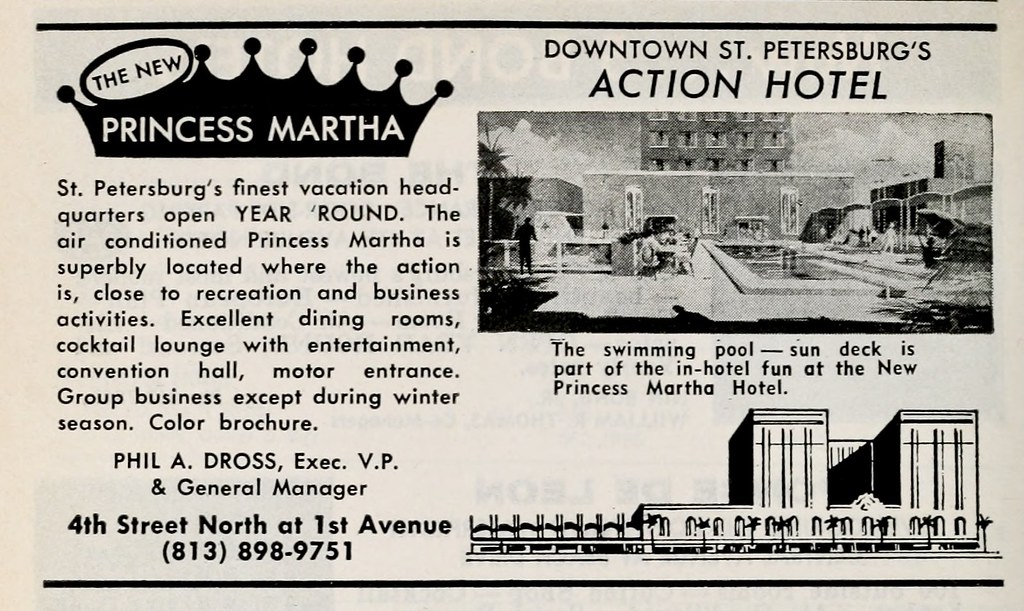 THE NEW
PRINCESS MARTHA
St. Petersburg's finest vacation head-
quarters open YEAR 'ROUND. The
air conditioned Princess Martha is
superbly located where the action
is, close to recreation and business
activities. Excellent dining rooms,
cocktail lounge with entertainment,
convention hall, motor entrance.
Group business except during winter
season. Color brochure.
PHIL A. DROSS, Exec. V.P.
& General Manager
4th Street North at 1st Avenue
(813) 898-9751
DOWNTOWN ST. PETERSBURG'S
ACTION HOTEL
The swimming pool — sun deck is
part of the in-hotel fun at the New
Princess Martha Hotel.